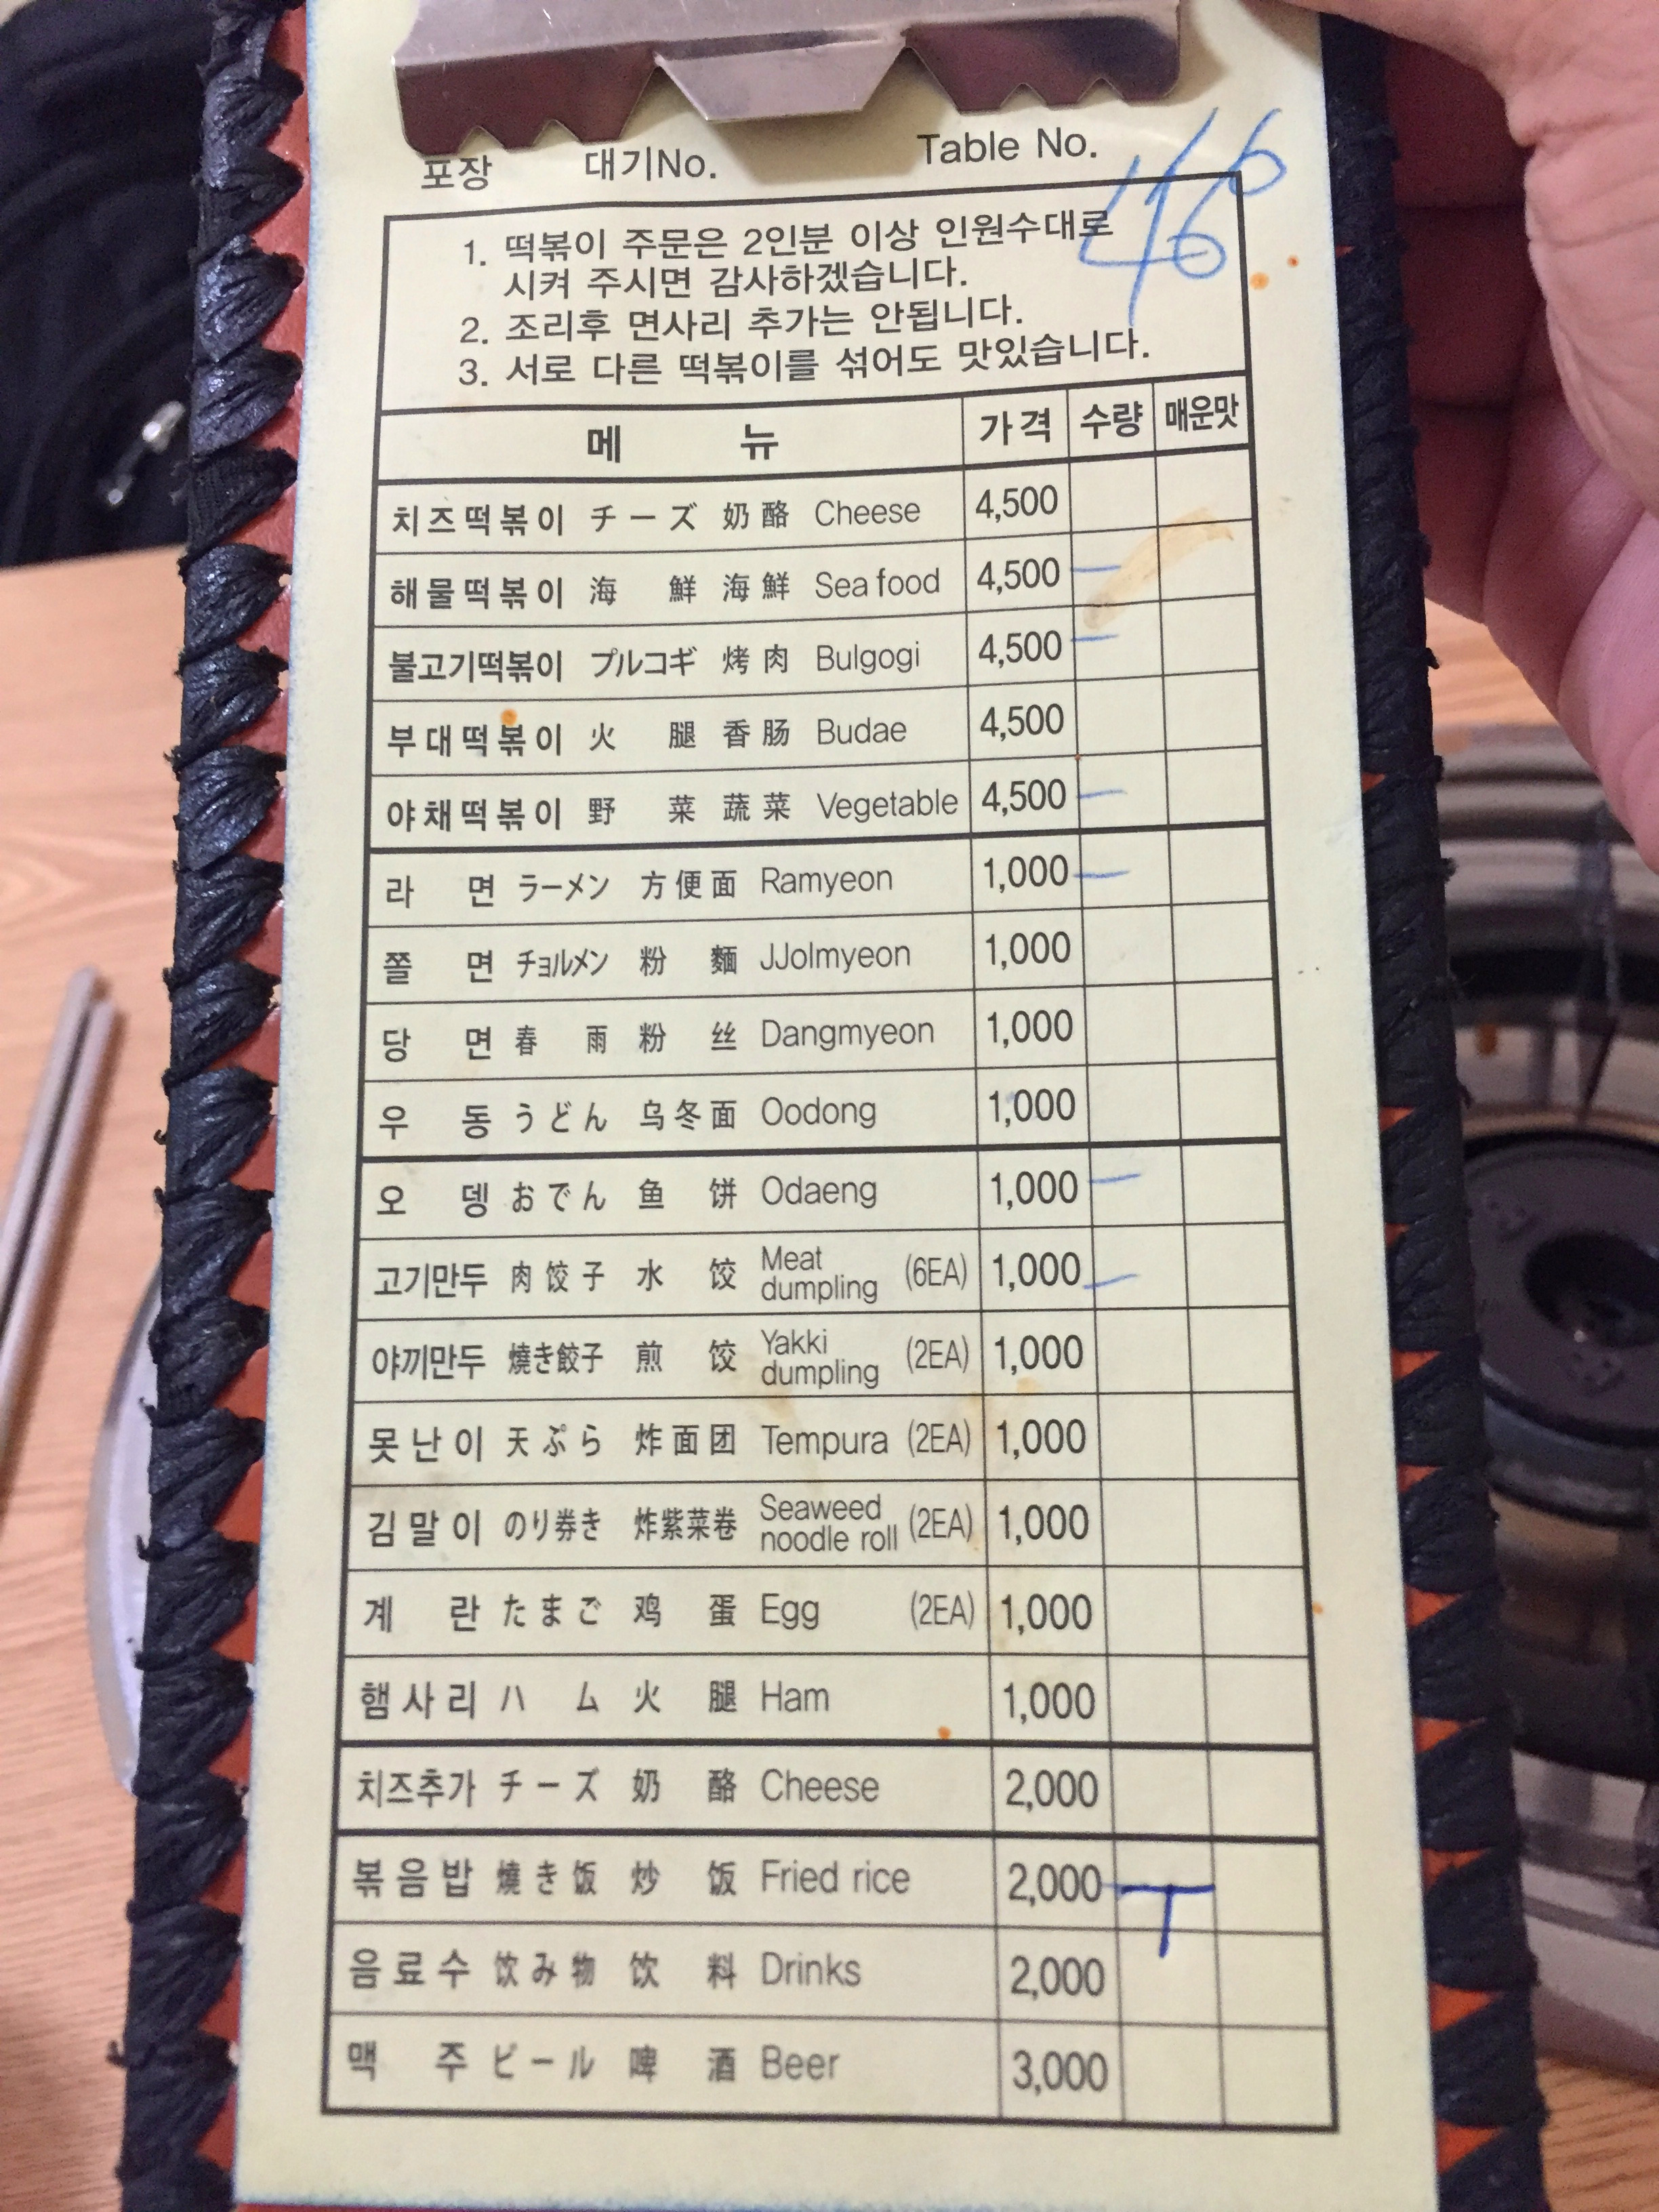 포장 대기No. Table No.
1. 떡볶이 주문은 2인분 이상 인원수대로
시켜 주시면 감사하겠습니다.
2. 조리후 면사리 추가는 안됩니다.
3. 서로 다른 떡볶이를 섞어도 맛있습니다.
메 뉴 가격 수량 매운맛
치즈떡볶이 チーズ 奶酪 Cheese 4,500
해물떡볶이 海鮮 海鮮 Sea food 4,500
불고기떡볶이 プルコギ 烤肉 Bulgogi 4,500
부대떡볶이 火腿香肠 Budae 4,500
야채떡볶이 野菜 蔬菜 Vegetable 4,500
라면 ラーメン 方便面 Ramyeon 1,000
쫄면 チョルメン 粉麵 JJolmyeon 1,000
당면 春雨 粉丝 Dangmyeon 1,000
우동 うどん 乌冬面 Oodong 1,000
오뎅 おでん 鱼饼 Odaeng 1,000
고기만두 肉饺子 水饺 Meat dumpling (6EA) 1,000
야끼만두 燒き餃子 煎饺 Yakki dumpling (2EA) 1,000
못난이 天ぷら 炸面团 Tempura (2EA) 1,000
김말이 のり券き 炸紫菜卷 Seaweed noodle roll (2EA) 1,000
계란 たまご 鸡蛋 Egg (2EA) 1,000
햄사리 ハム 火腿 Ham 1,000
치즈추가 チーズ 奶酪 Cheese 2,000
볶음밥 燒き饭 炒饭 Fried rice 2,000
음료수 饮み物 饮料 Drinks 2,000
맥주 ビール 啤酒 Beer 3,000